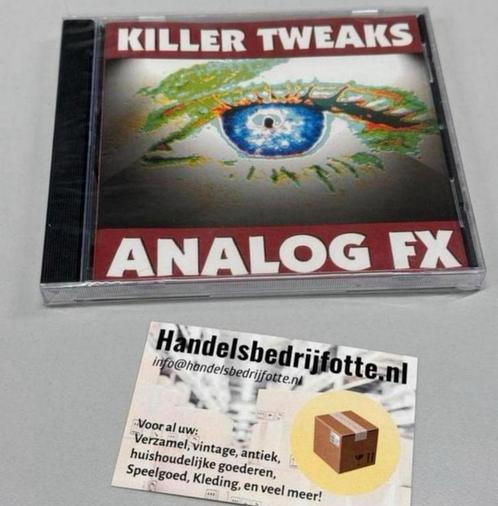 KILLER TWEAKS
ANALOG FX
Handelsbedrijfotte.nl
info@handelsbedrijfotte.nl
Voor al uw:
Verzamel, vintage, antiek,
huishoudelijke goederen,
Speelgoed, Kleding, en veel meer!